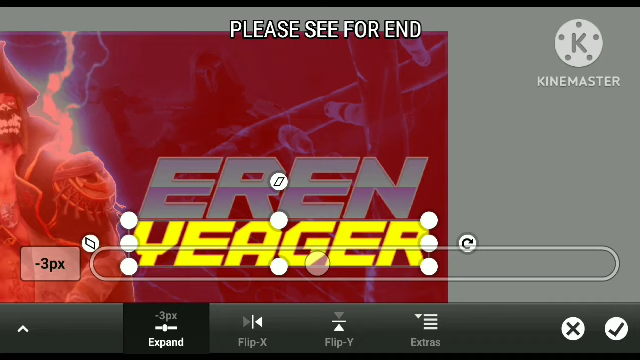 PLEASE SEE FOR END
KINEMASTER
EREN
YEAGER
-3px
-3px
Expand
Flip-X
Flip-Y
Extras